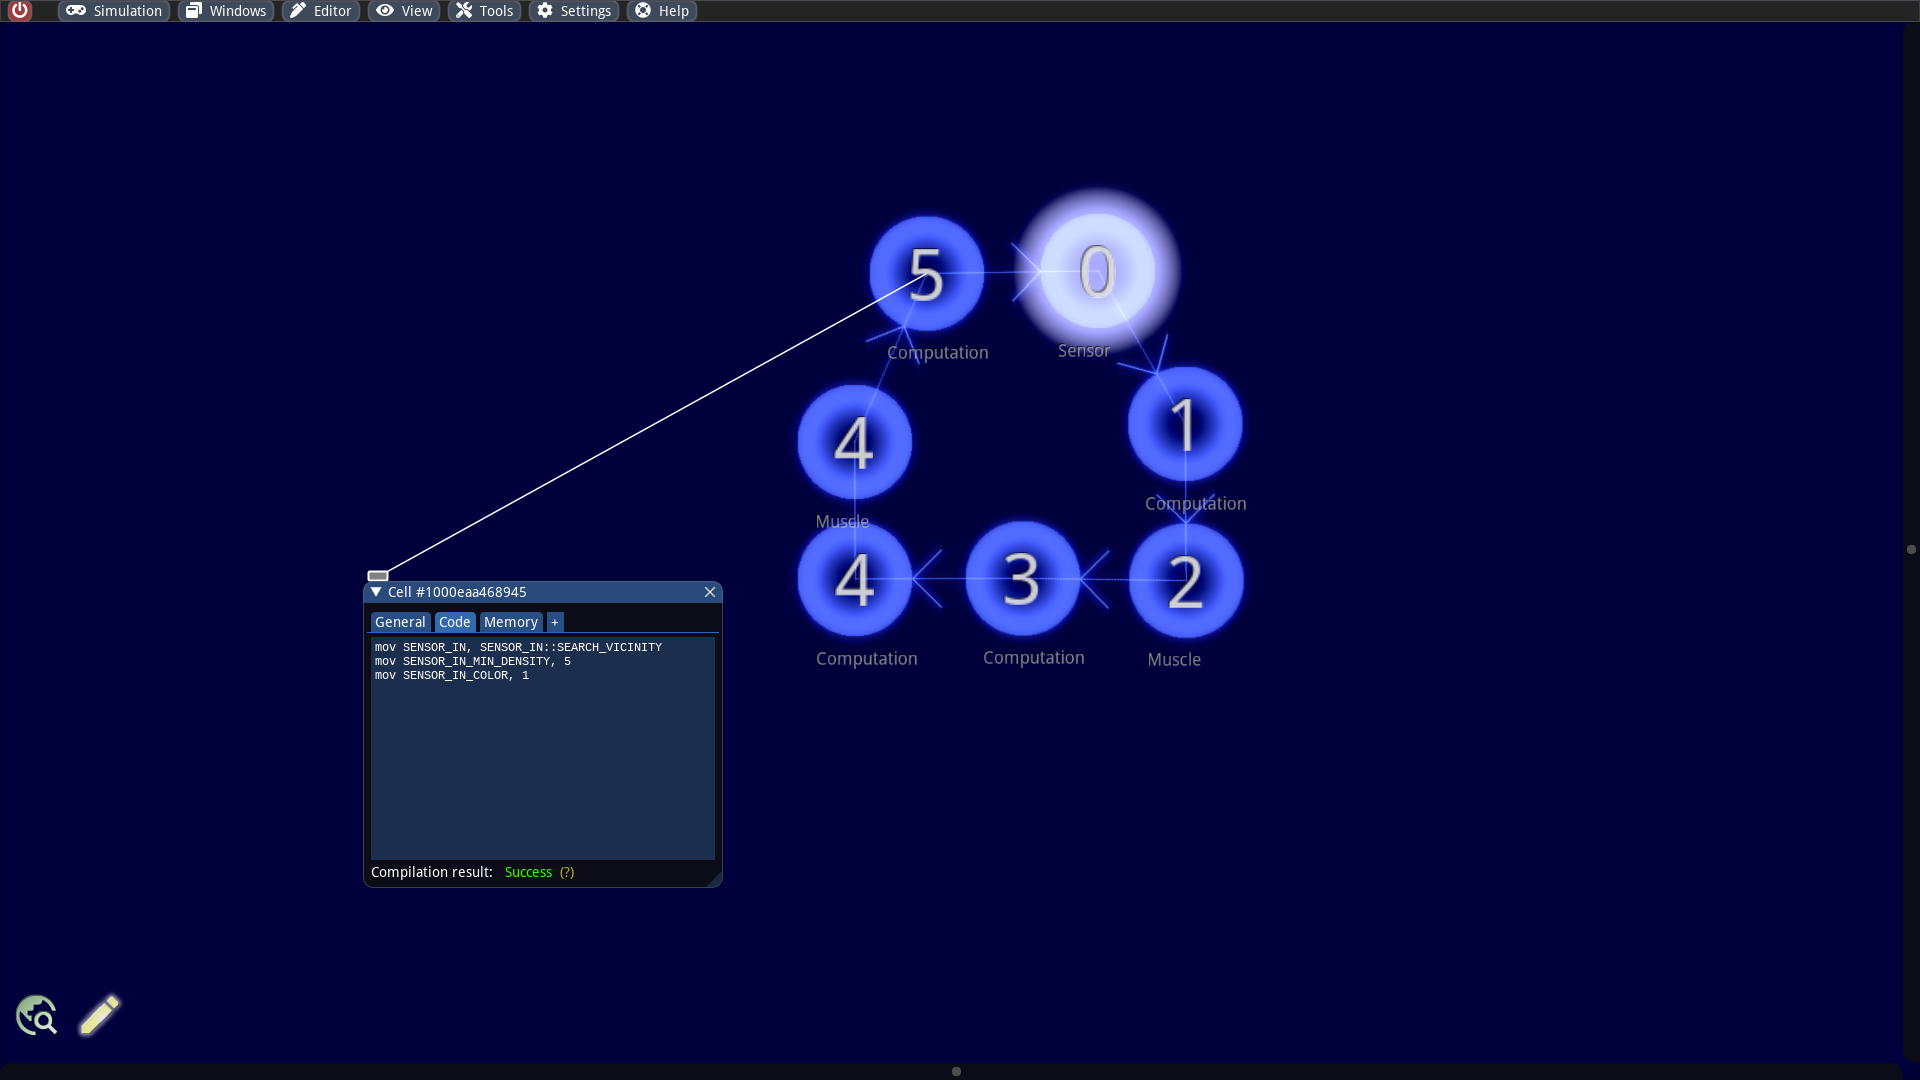 Simulation Windows Editor View Tools Settings Help
5 0
Computation Sensor
4 1
Muscle Computation
4 3 2
Computation Computation Muscle
Cell #1000eaa468945
General Code Memory +
mov SENSOR_IN, SENSOR_IN::SEARCH_VICINITY
mov SENSOR_IN_MIN_DENSITY, 5
mov SENSOR_IN_COLOR, 1
Compilation result: Success (?)